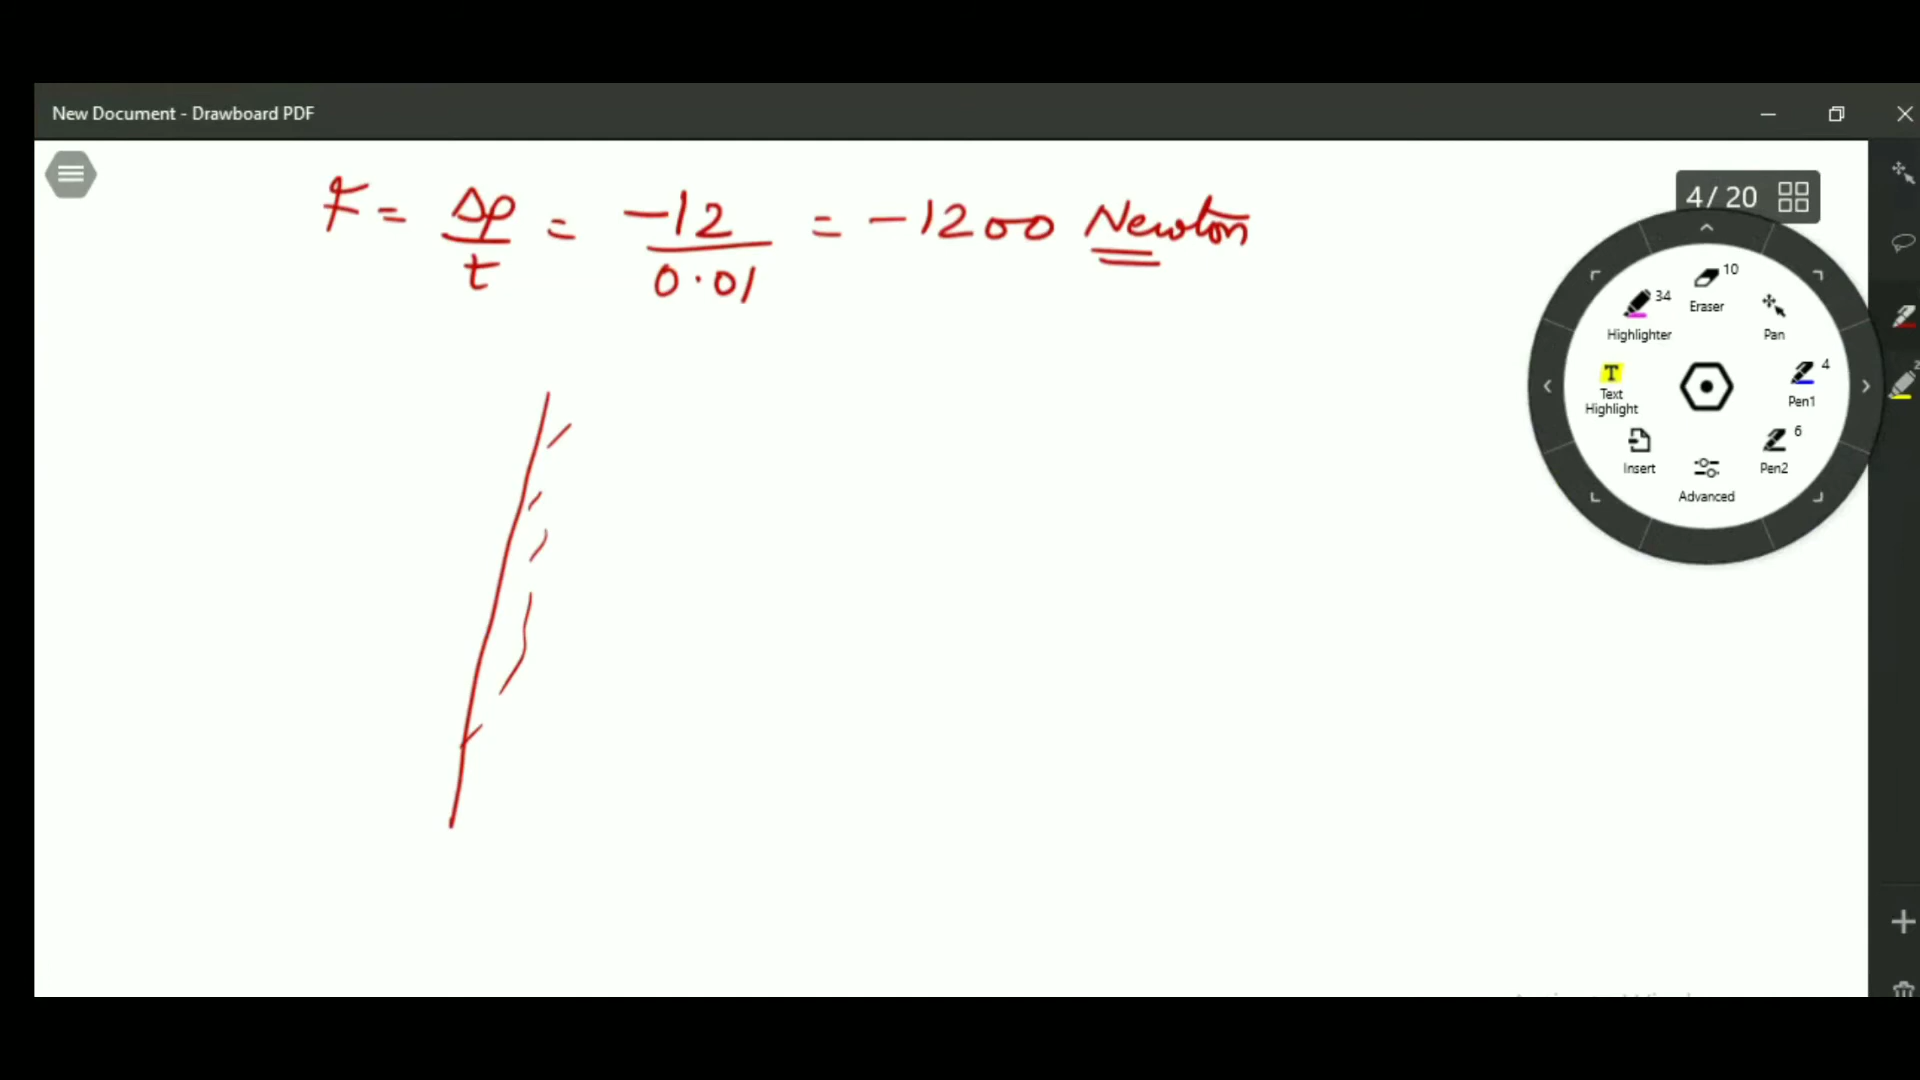 New Document - Drawboard PDF
F = Δp/t = -12/0.01 = -1200 Newton
4/ 20
10
Eraser
34
Highlighter
Pan
T
Text
Highlight
4
Pen1
6
Pen2
Insert
Advanced
2